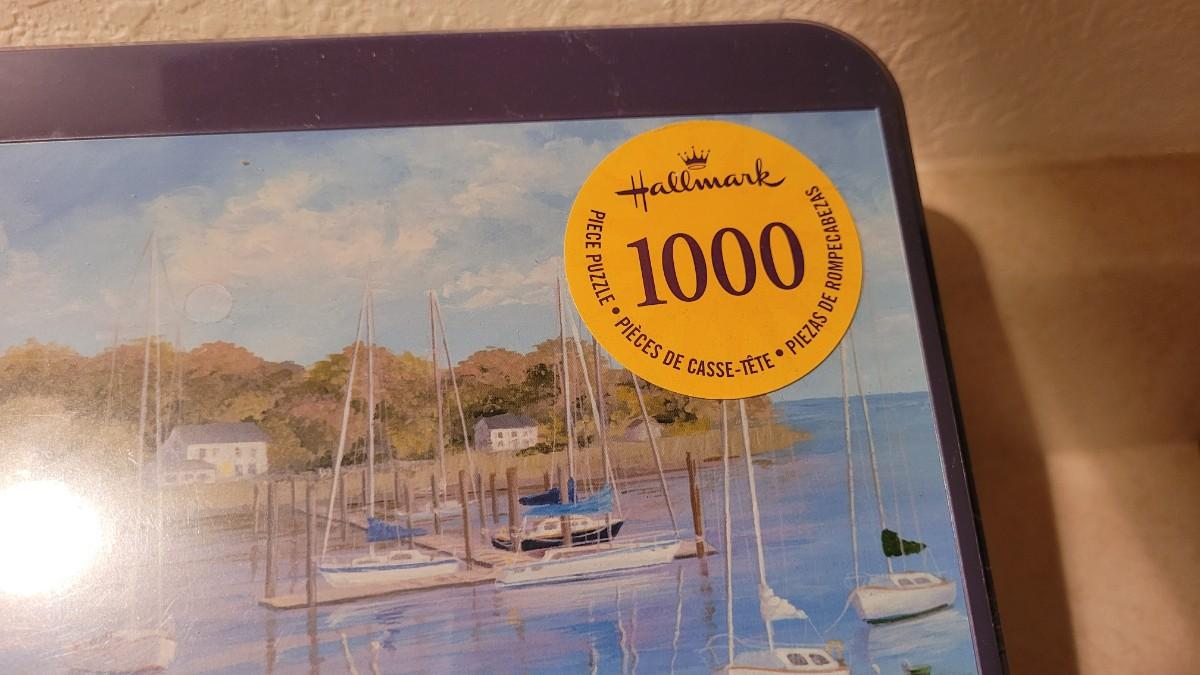 Hallmark
1000
PIECE PUZZLE • PIÈCES DE CASSE-TÊTE • PIEZAS DE ROMPECABEZAS